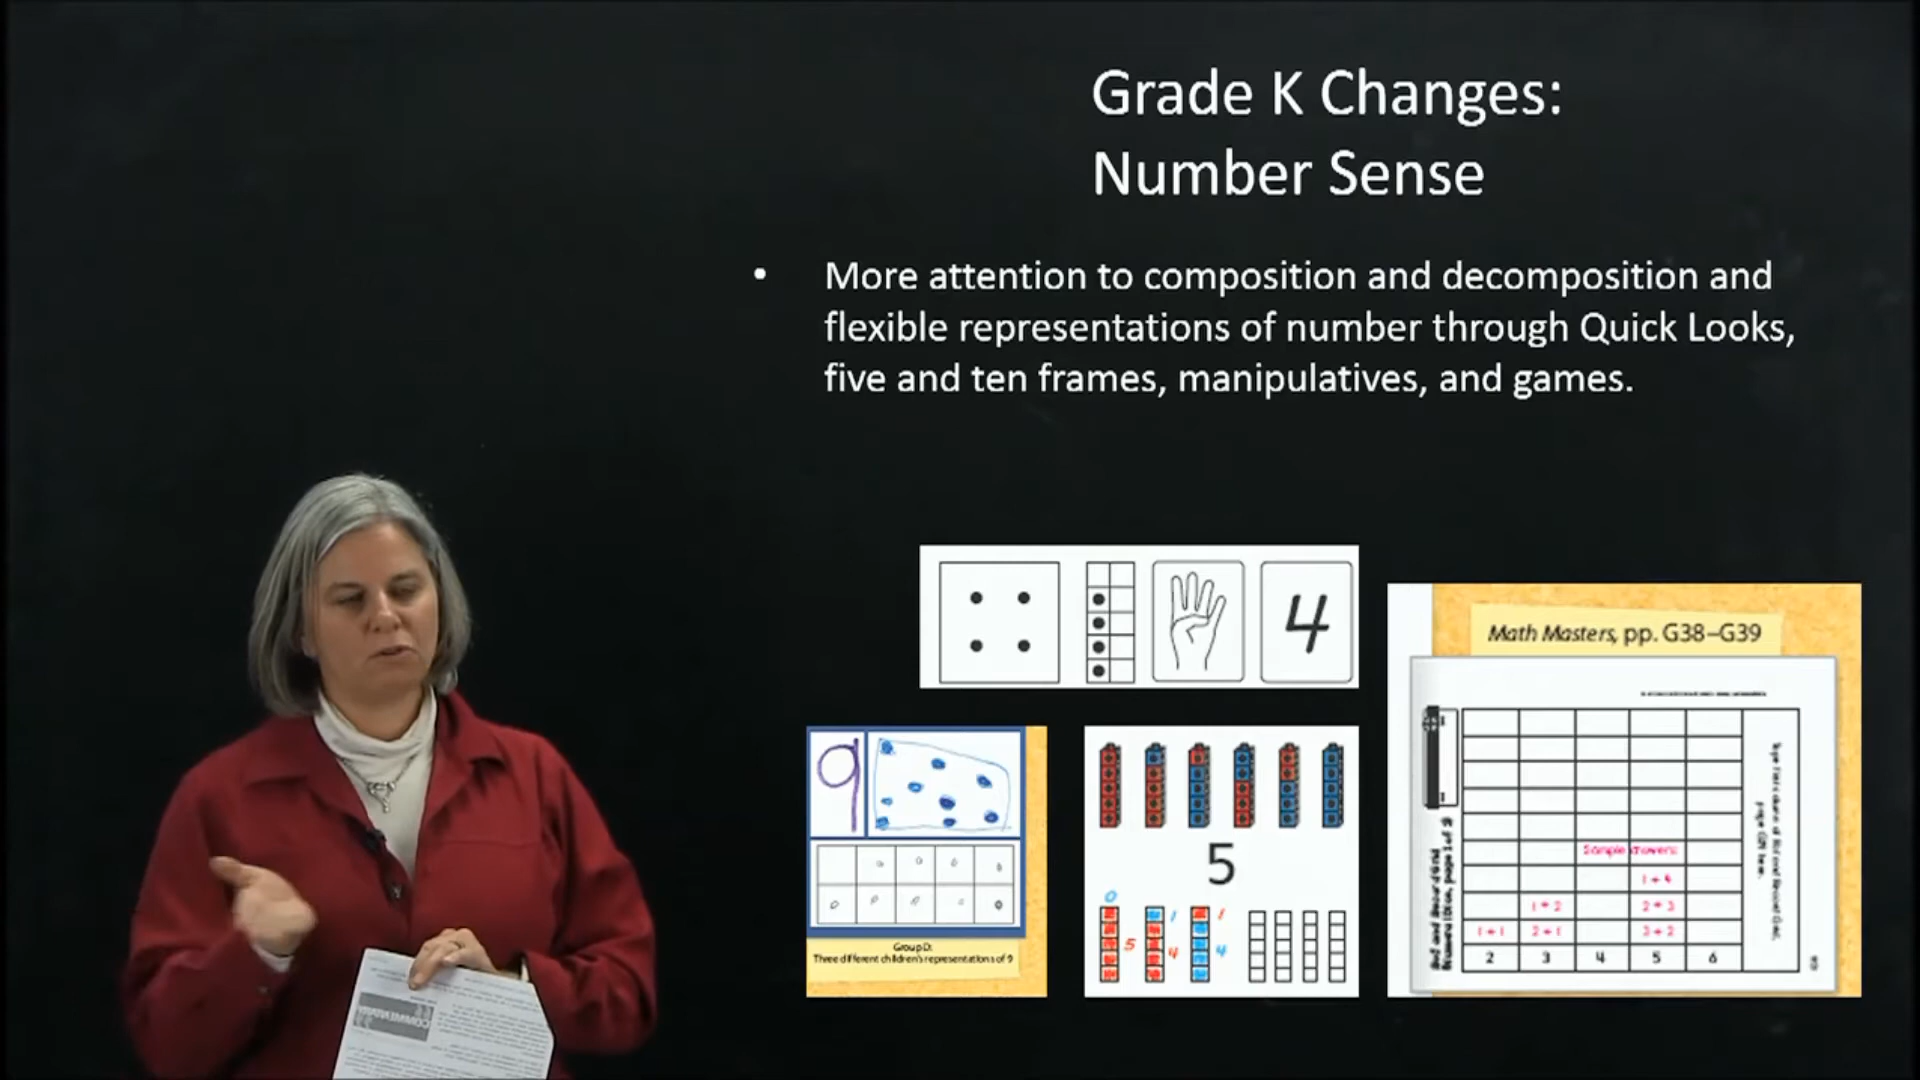 Grade K Changes:
Number Sense
• More attention to composition and decomposition and
flexible representations of number through Quick Looks,
five and ten frames, manipulatives, and games.
4
Math Masters, pp. G38–G39
9
Group D:
Three different children's representations of 9
5
0
5
1
4
1
4
Sample answers:
1 + 4
1 + 2 2 + 3
1 + 1 2 + 1 3 + 2
2 3 4 5 6
COMMENTARY